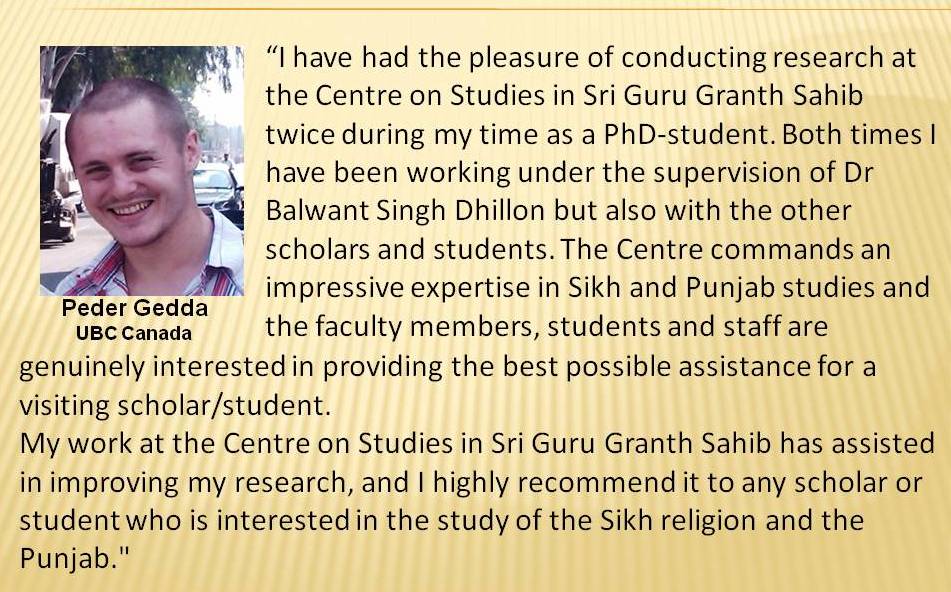 “I have had the pleasure of conducting research at
the Centre on Studies in Sri Guru Granth Sahib
twice during my time as a PhD-student. Both times I
have been working under the supervision of Dr
Balwant Singh Dhillon but also with the other
scholars and students. The Centre commands an
impressive expertise in Sikh and Punjab studies and
Peder Gedda
UBC Canada
the faculty members, students and staff are
genuinely interested in providing the best possible assistance for a
visiting scholar/student.
My work at the Centre on Studies in Sri Guru Granth Sahib has assisted
in improving my research, and I highly recommend it to any scholar or
student who is interested in the study of the Sikh religion and the
Punjab."